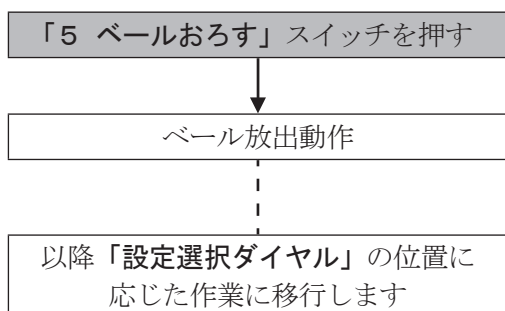 「５ ベールおろす」スイッチを押す
ベール放出動作
以降「設定選択ダイヤル」の位置に
応じた作業に移行します